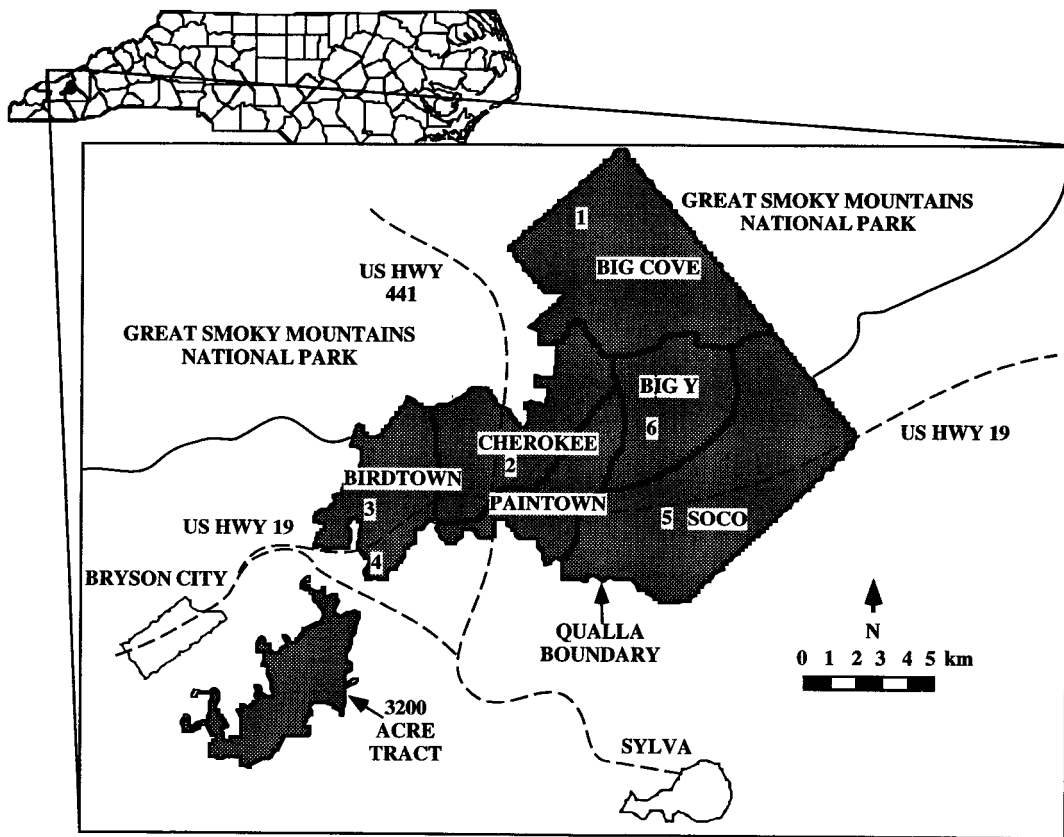 GREAT SMOKY MOUNTAINS
NATIONAL PARK
1
BIG COVE
US HWY
441
GREAT SMOKY MOUNTAINS
NATIONAL PARK
BIG Y
6
US HWY 19
CHEROKEE
2
BIRDTOWN
3
PAINTOWN
5 SOCO
US HWY 19
4
BRYSON CITY
QUALLA
BOUNDARY
N
0 1 2 3 4 5 km
3200
ACRE
TRACT
SYLVA